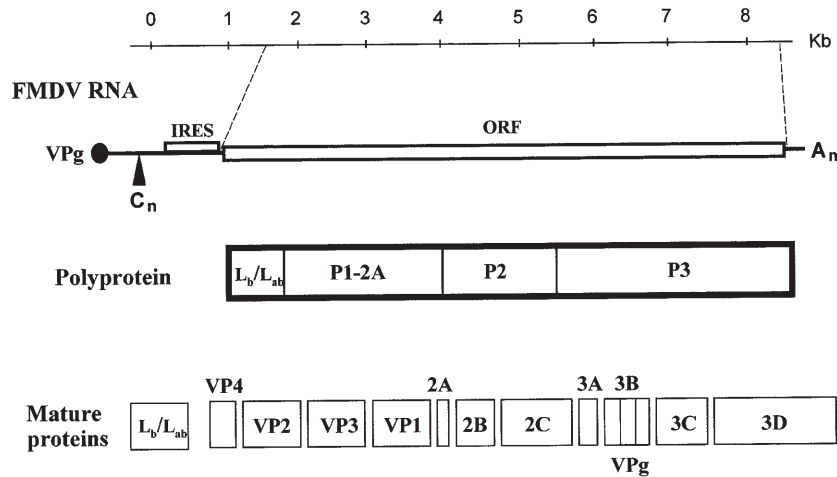 0 1 2 3 4 5 6 7 8 Kb
FMDV RNA
IRES ORF
VPg An
Cn
Polyprotein Lb/Lab P1-2A P2 P3
VP4 2A 3A 3B
Mature proteins Lb/Lab VP2 VP3 VP1 2B 2C 3C 3D
VPg